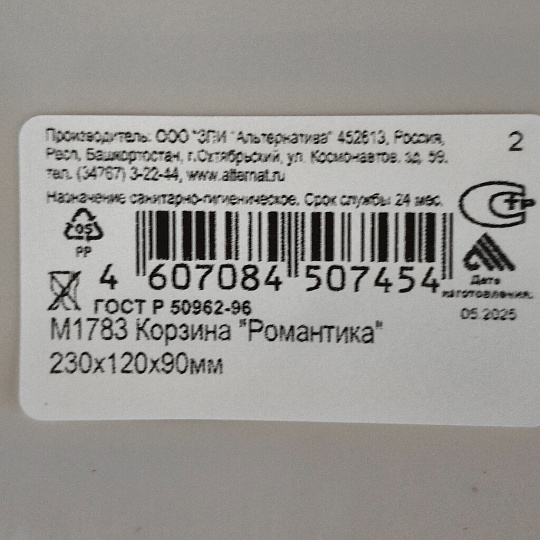 Производитель: ООО "ЗПИ "Альтернатива" 452613, Россия,
Респ. Башкортостан, г.Октябрьский, ул. Космонавтов, зд. 59.
тел. (34767) 3-22-44, www.alternat.ru
2
Назначение санитарно-гигиеническое. Срок службы 24 мес.
05
PP
4 607084 507454
Дата
изготовления:
05.2025
ГОСТ Р 50962-96
М1783 Корзина "Романтика"
230х120х90мм